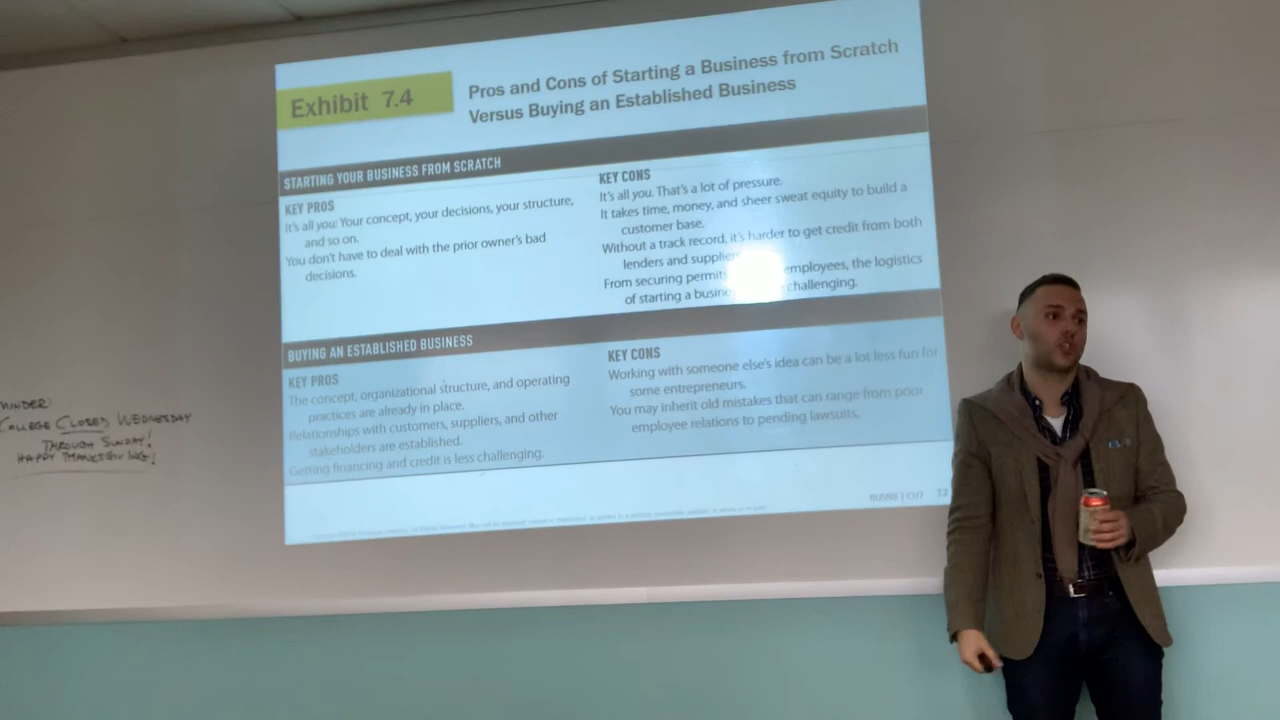 Exhibit 7.4
Pros and Cons of Starting a Business from Scratch
Versus Buying an Established Business
STARTING YOUR BUSINESS FROM SCRATCH
KEY PROS
It's all you: Your concept, your decisions, your structure,
and so on.
You don't have to deal with the prior owner's bad
decisions.
KEY CONS
It's all you. That's a lot of pressure.
It takes time, money, and sheer sweat equity to build a
customer base.
Without a track record, it's harder to get credit from both
lenders and
From securing employees, the logistics
of starting a challenging.
BUYING AN ESTABLISHED BUSINESS
KEY PROS
The concept, organizational structure, and operating
practices are already in place.
Relationships with customers, suppliers, and other
stakeholders are established.
Getting financing and credit is less challenging.
KEY CONS
Working with someone else's idea can be a lot less fun for
some entrepreneurs.
You may inherit old mistakes that can range from poor
employee relations to pending lawsuits.
BUSN8 | CH7 12
COLLEGE CLOSED WEDNESDAY
THROUGH SUNDAY!
HAPPY THANKSGIVING!